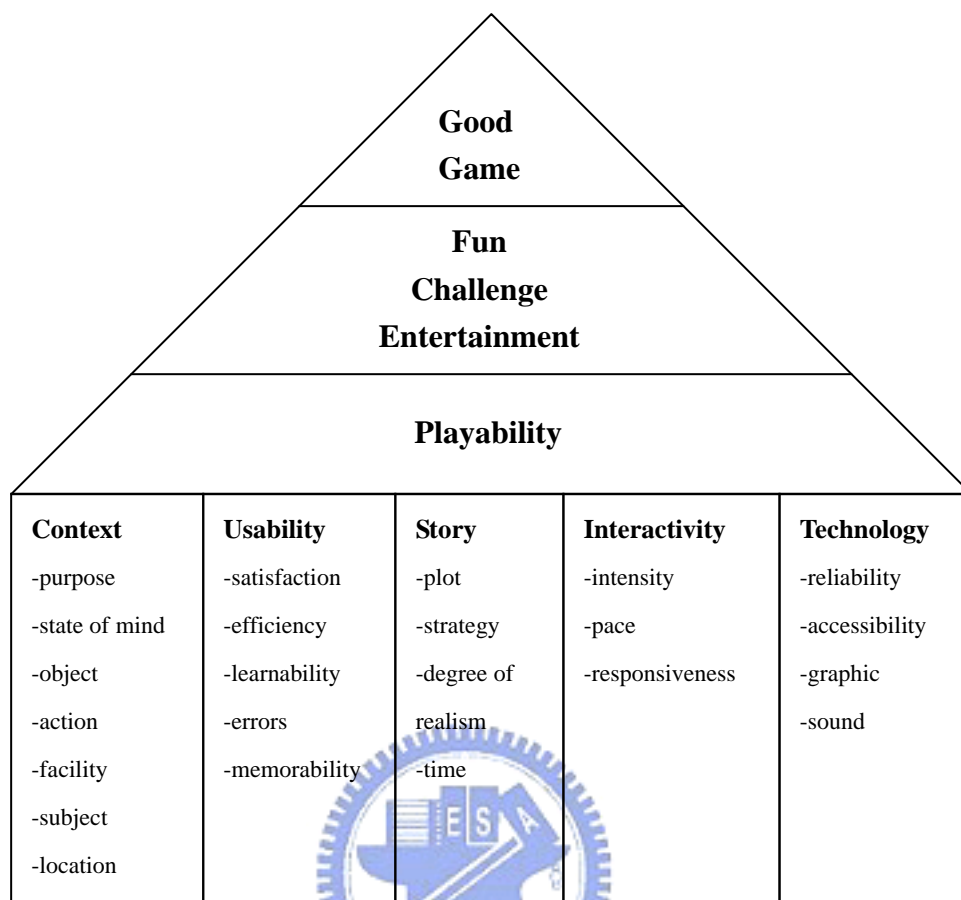 Good
Game
Fun
Challenge
Entertainment
Playability
Context
-purpose
-state of mind
-object
-action
-facility
-subject
-location
Usability
-satisfaction
-efficiency
-learnability
-errors
-memorability
Story
-plot
-strategy
-degree of
realism
-time
Interactivity
-intensity
-pace
-responsiveness
Technology
-reliability
-accessibility
-graphic
-sound
E S A